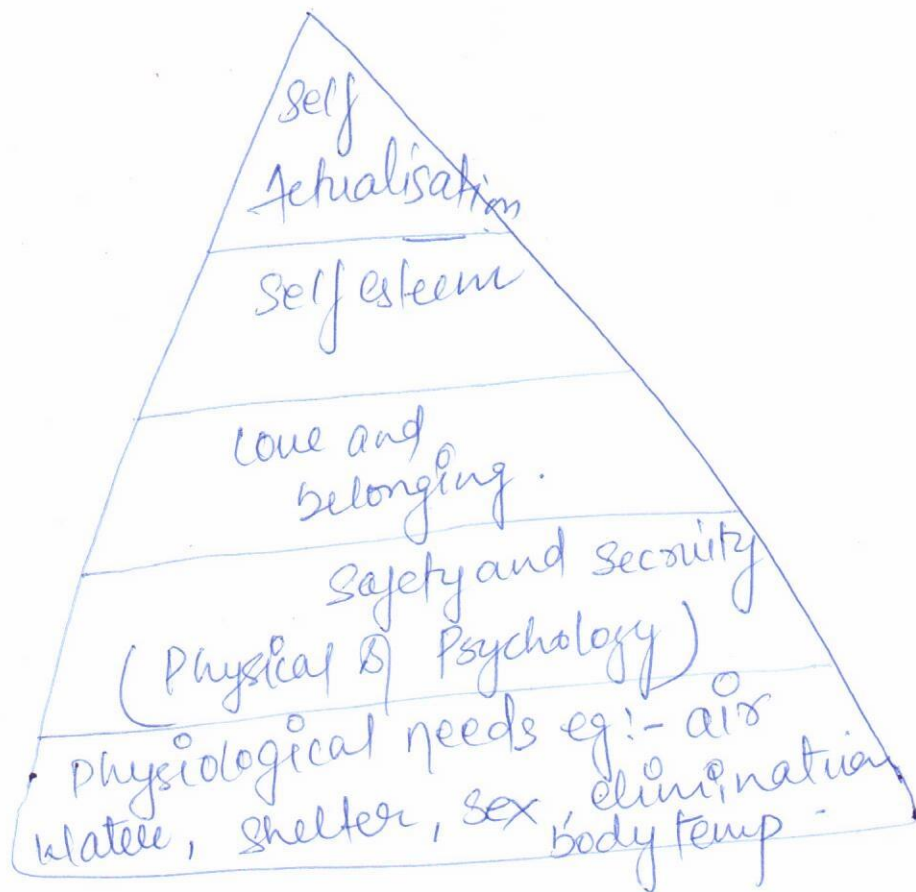 Self
Actualisation
Self esteem
Love and
belonging.
Safety and Secruity
(Physical & Psychology)
Physiological needs eg:- air
Water, shelter, sex, elimination
body temp.